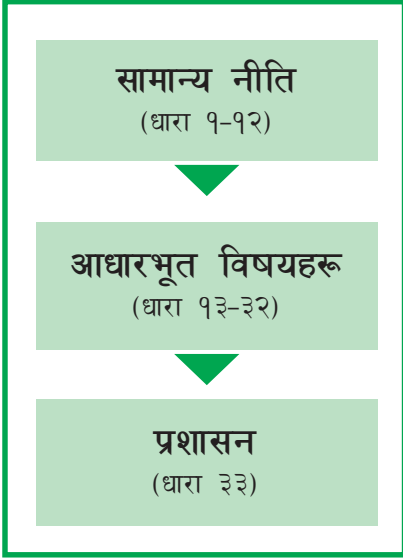 सामान्य नीति
(धारा १–१२)
आधारभूत विषयहरू
(धारा १३–३२)
प्रशासन
(धारा ३३)